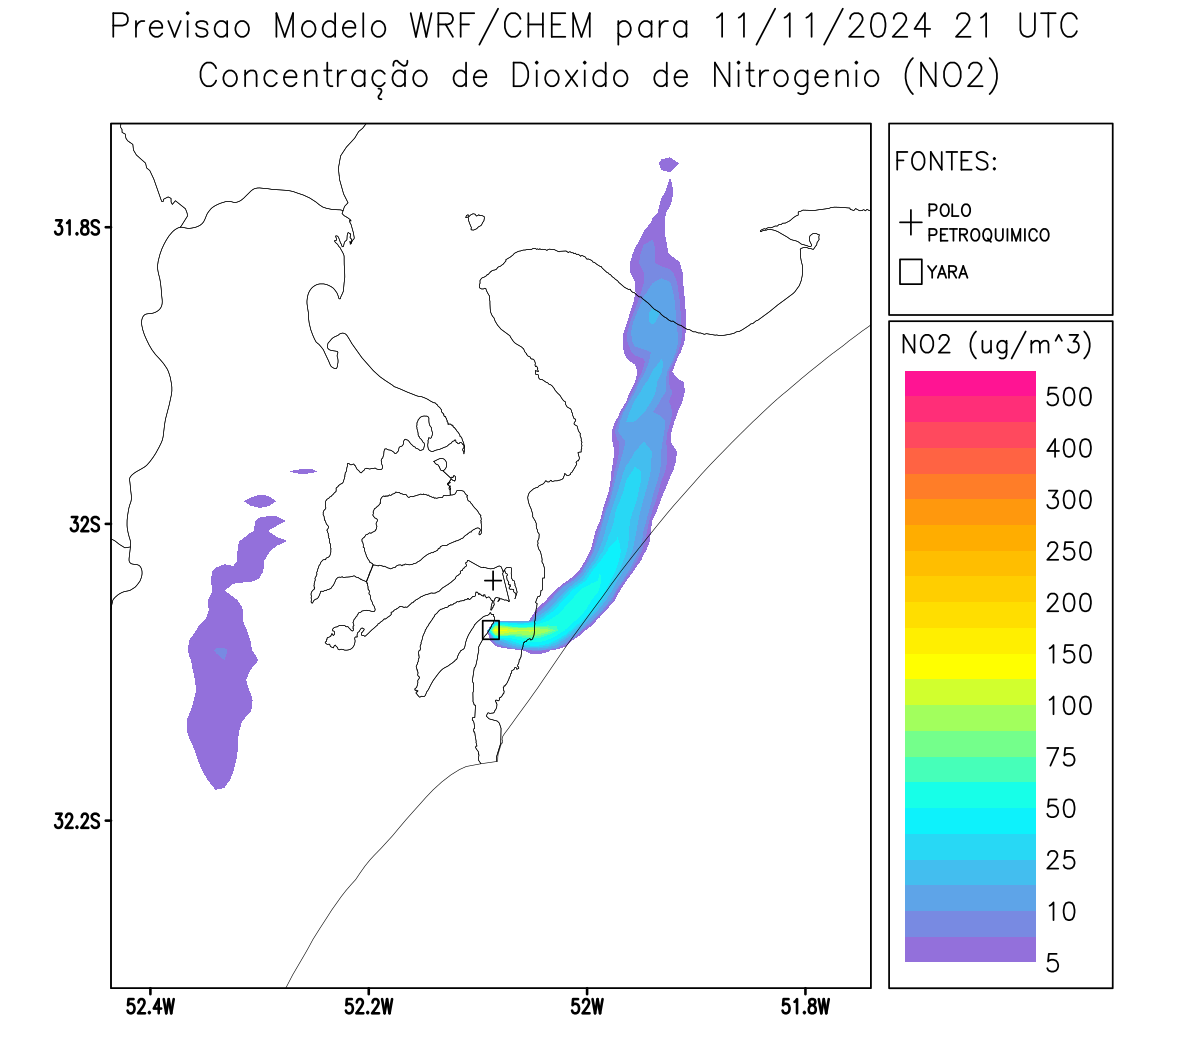 Previsao Modelo WRF/CHEM para 11/11/2024 21 UTC
Concentração de Dioxido de Nitrogenio (NO2)
FONTES:
POLO
PETROQUIMICO
YARA
NO2 (ug/m^3)
500
400
300
250
200
150
100
75
50
25
10
5
31.8S
32S
32.2S
52.4W
52.2W
52W
51.8W